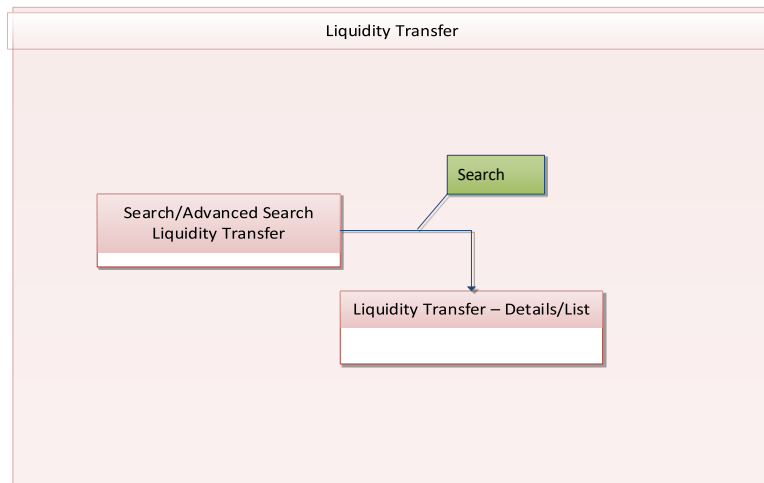 Liquidity Transfer
Search
Search/Advanced Search
Liquidity Transfer
Liquidity Transfer – Details/List